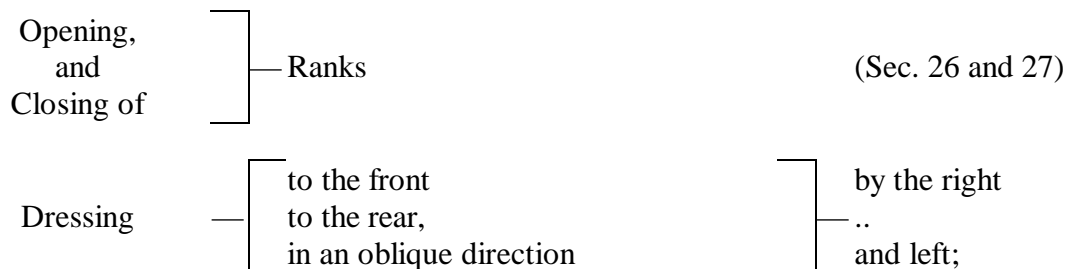 Opening,
and Ranks (Sec. 26 and 27)
Closing of
to the front by the right
Dressing to the rear, ..
in an oblique direction and left;